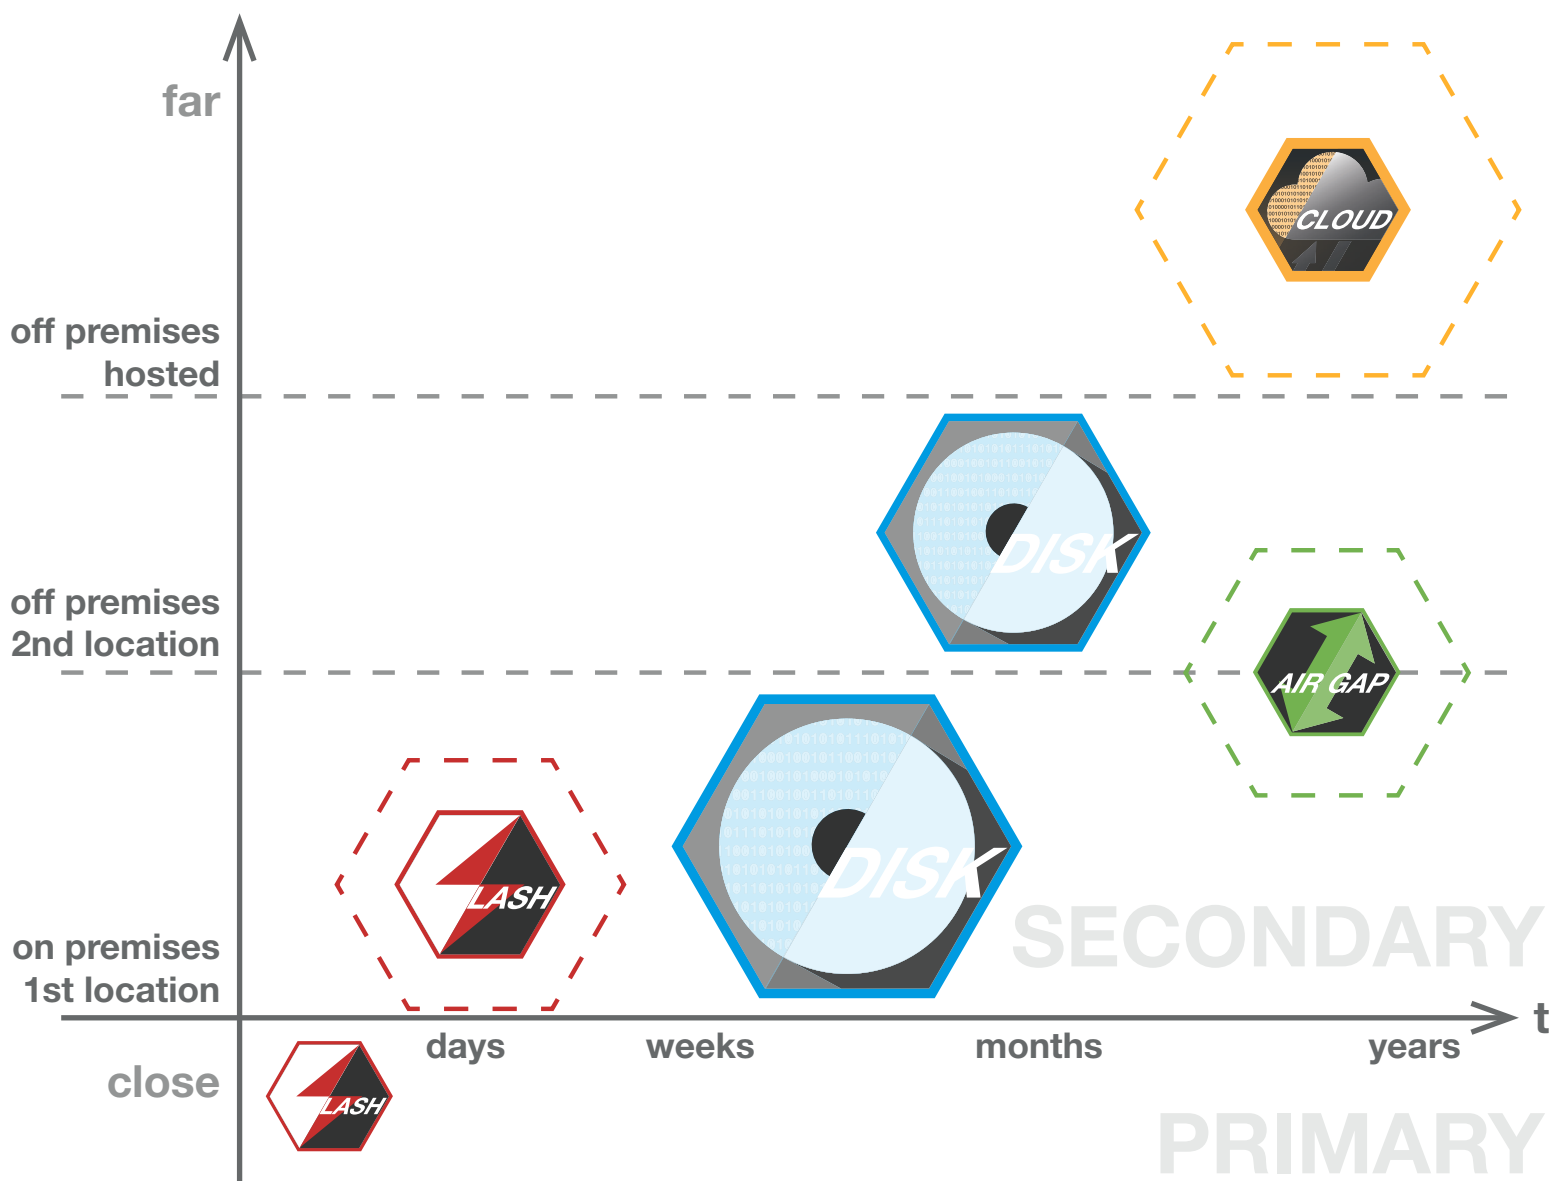 far
CLOUD
off premises
hosted
DISK
off premises
2nd location
AIR GAP
DISK
LASH
SECONDARY
on premises
1st location
t
days
weeks
months
years
close
LASH
PRIMARY